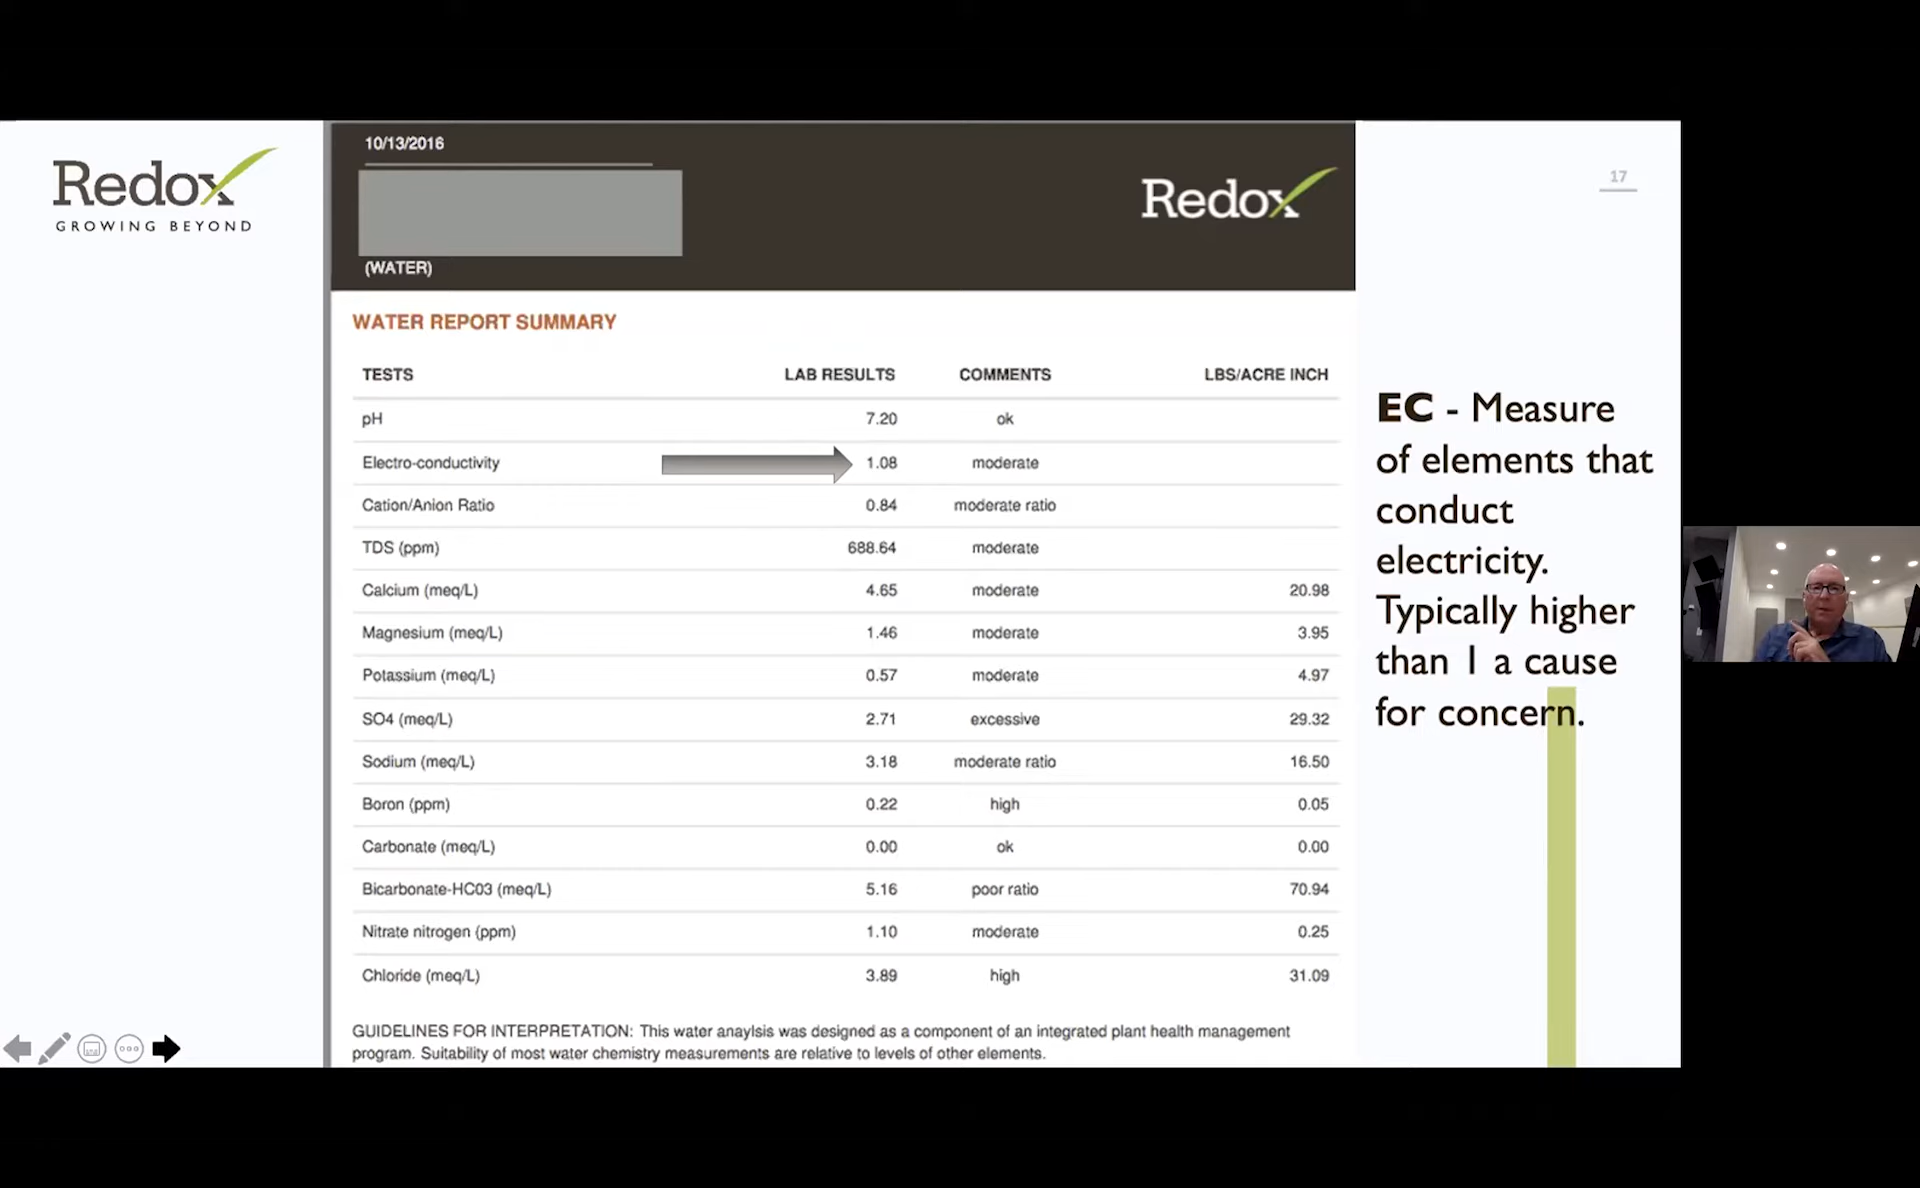 Redox
GROWING BEYOND
10/13/2016
(WATER)
Redox
17
WATER REPORT SUMMARY
TESTS LAB RESULTS COMMENTS LBS/ACRE INCH
pH 7.20 ok
Electro-conductivity 1.08 moderate
Cation/Anion Ratio 0.84 moderate ratio
TDS (ppm) 688.64 moderate
Calcium (meq/L) 4.65 moderate 20.98
Magnesium (meq/L) 1.46 moderate 3.95
Potassium (meq/L) 0.57 moderate 4.97
SO4 (meq/L) 2.71 excessive 29.32
Sodium (meq/L) 3.18 moderate ratio 16.50
Boron (ppm) 0.22 high 0.05
Carbonate (meq/L) 0.00 ok 0.00
Bicarbonate-HC03 (meq/L) 5.16 poor ratio 70.94
Nitrate nitrogen (ppm) 1.10 moderate 0.25
Chloride (meq/L) 3.89 high 31.09
GUIDELINES FOR INTERPRETATION: This water anaylsis was designed as a component of an integrated plant health management
program. Suitability of most water chemistry measurements are relative to levels of other elements.
EC - Measure
of elements that
conduct
electricity.
Typically higher
than 1 a cause
for concern.